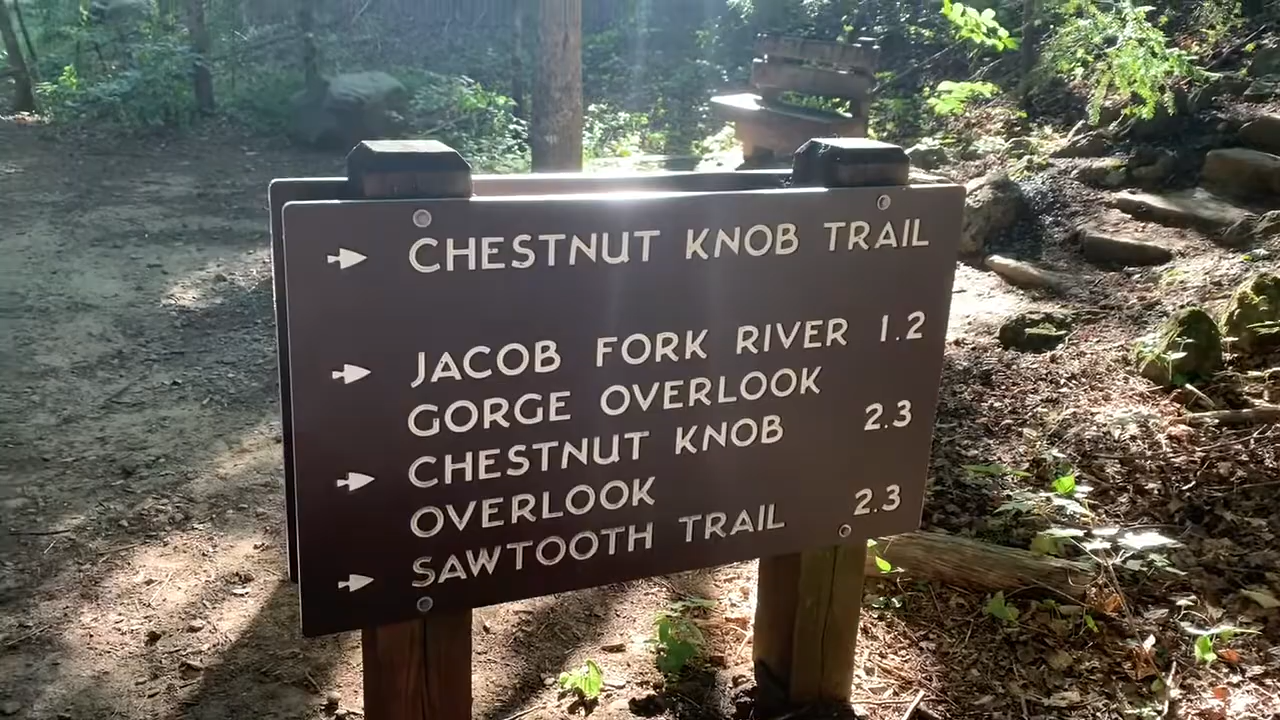 CHESTNUT KNOB TRAIL
JACOB FORK RIVER 1.2
GORGE OVERLOOK
CHESTNUT KNOB 2.3
OVERLOOK
SAWTOOTH TRAIL 2.3